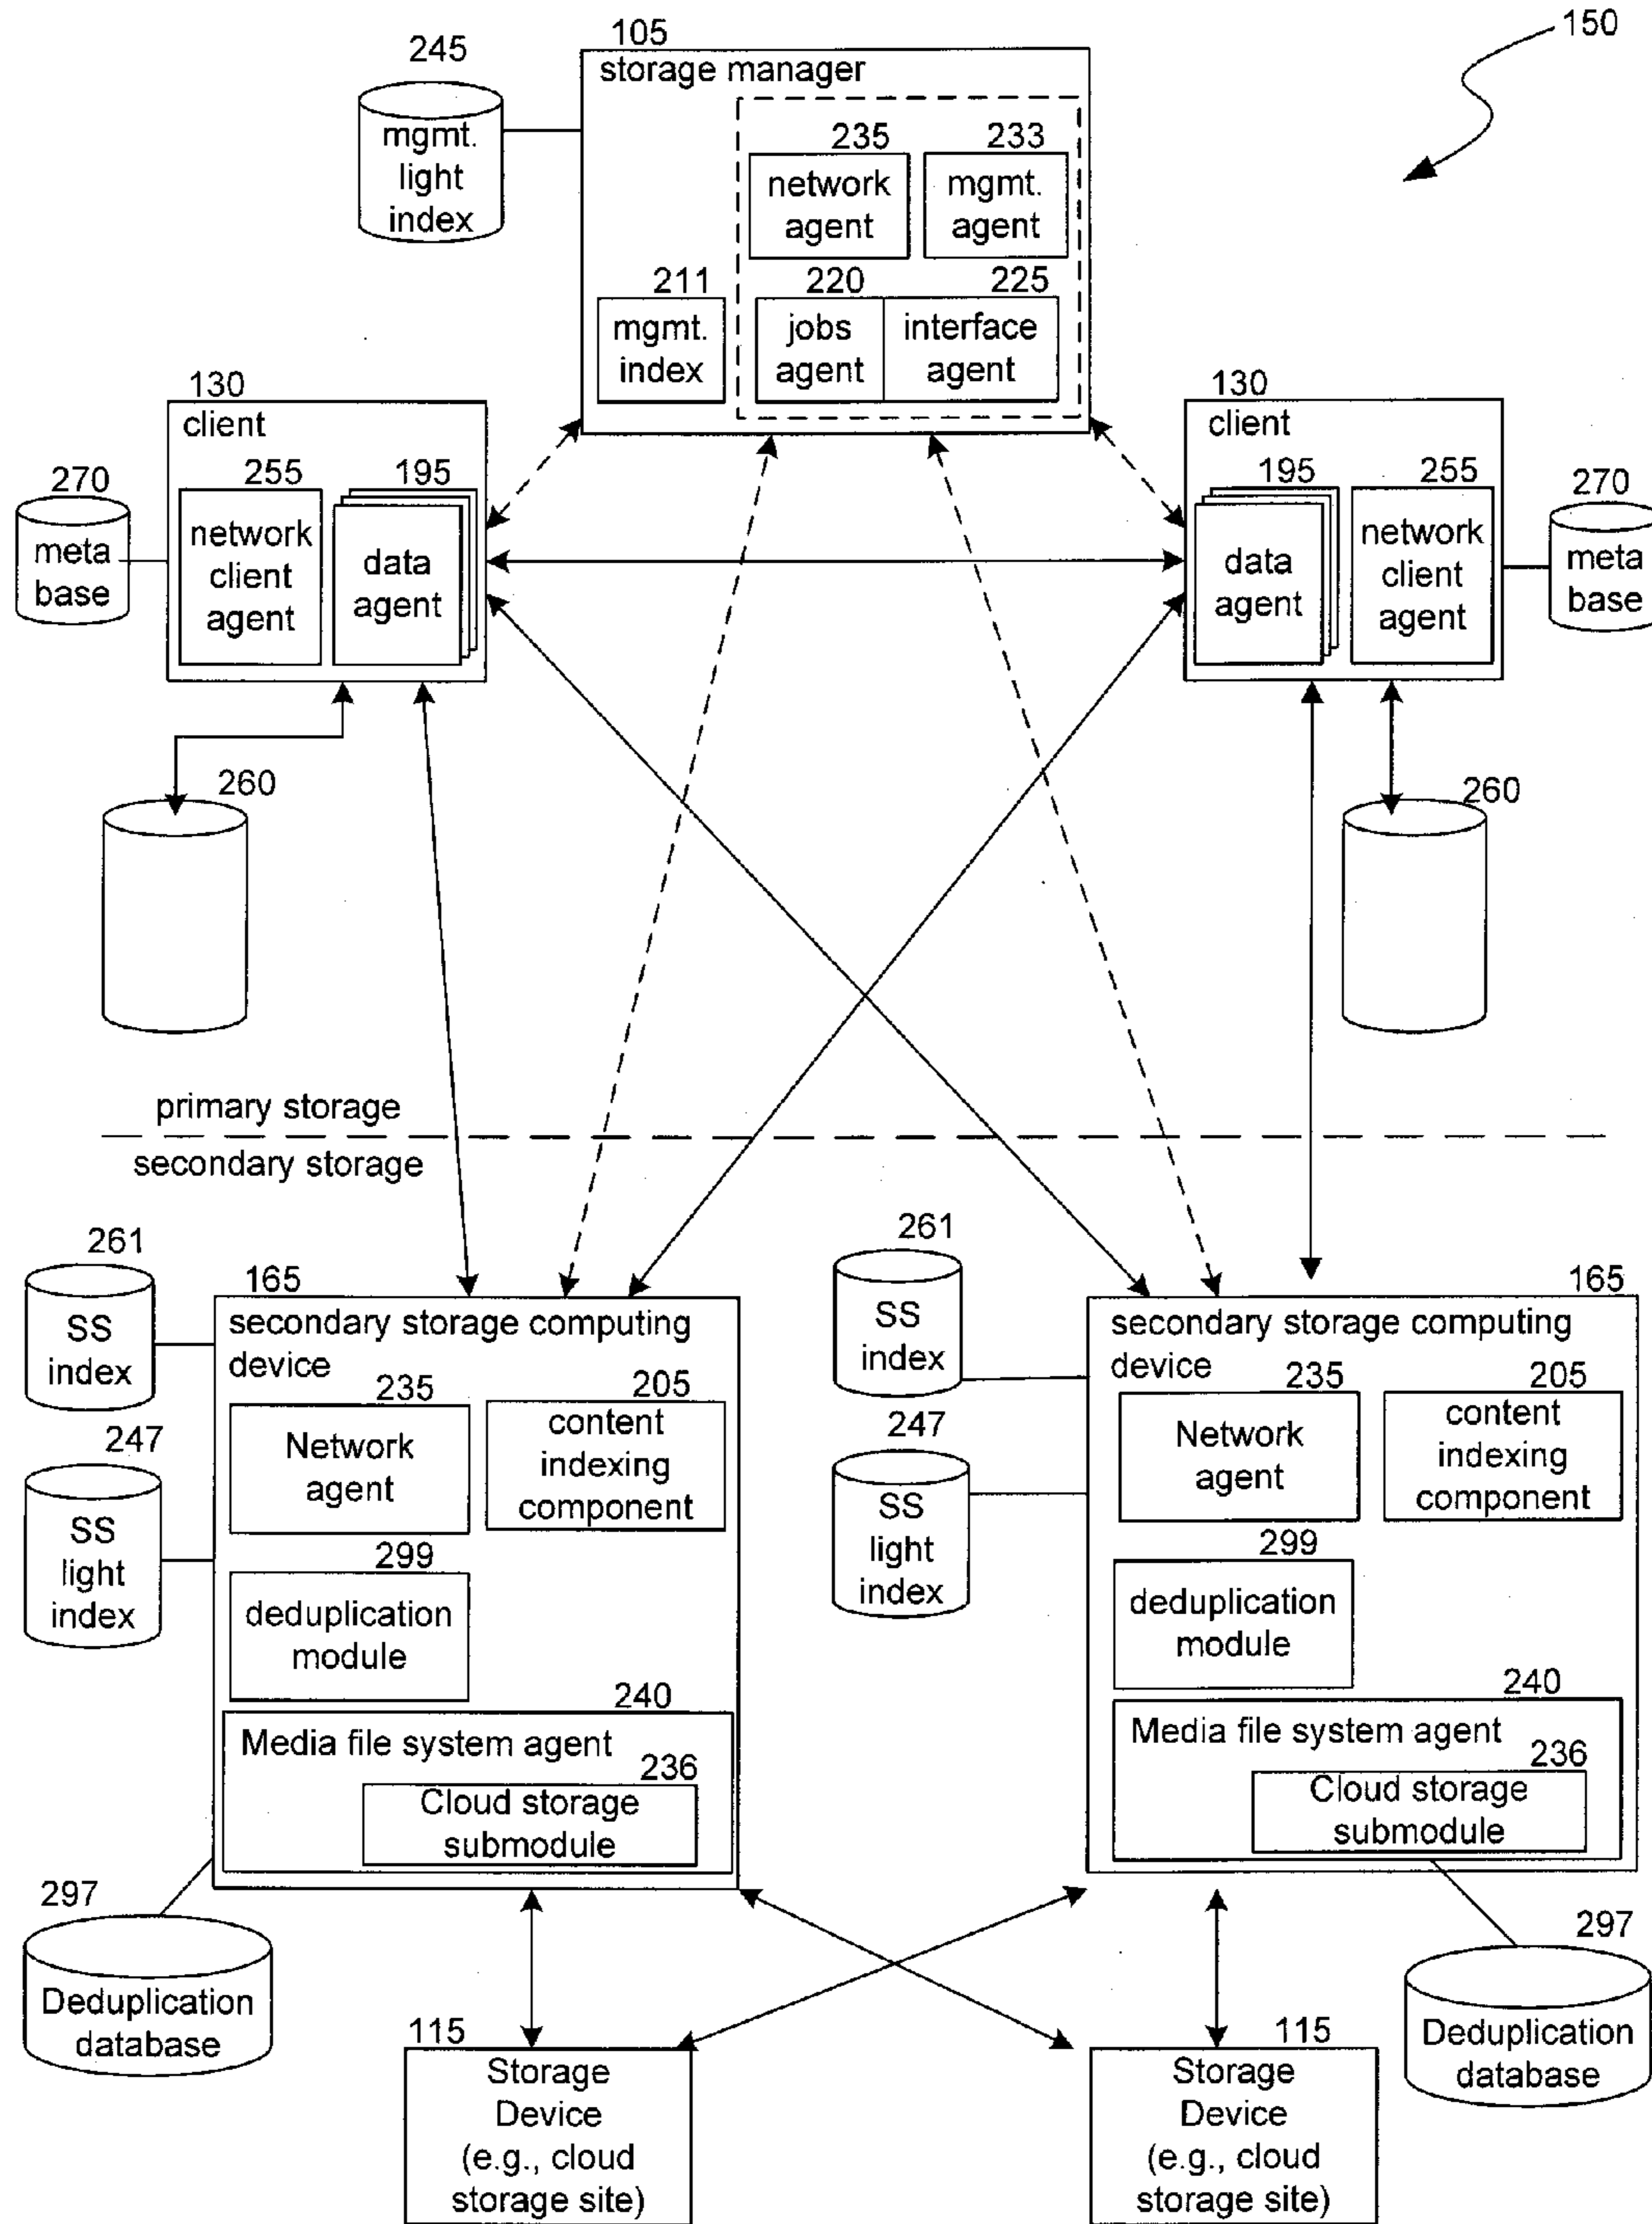 150
105
storage manager
245
mgmt.
light
index
235
network
agent
233
mgmt.
agent
211
mgmt.
index
220
jobs
agent
225
interface
agent
130
client
270
meta
base
255
network
client
agent
195
data
agent
130
client
195
data
agent
255
network
client
agent
270
meta
base
260
260
primary storage
secondary storage
261
SS
index
247
SS
light
index
165
secondary storage computing
device
235
Network
agent
205
content
indexing
component
299
deduplication
module
240
Media file system agent
236
Cloud storage
submodule
297
Deduplication
database
261
SS
index
247
SS
light
index
165
secondary storage computing
device
235
Network
agent
205
content
indexing
component
299
deduplication
module
240
Media file system agent
236
Cloud storage
submodule
297
Deduplication
database
115
Storage
Device
(e.g., cloud
storage site)
115
Storage
Device
(e.g., cloud
storage site)